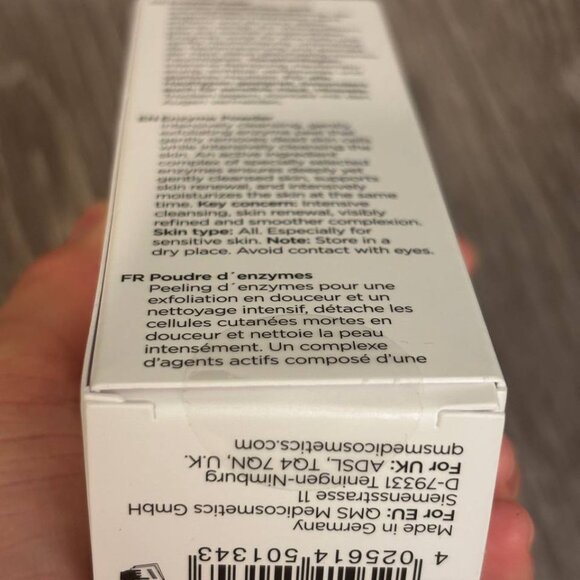 EN Enzyme Powder
Intensively cleansing, gently
exfoliating enzyme peel that
gently removes dead skin cells
while intensively cleansing the
skin. An active ingredient
complex of specially selected
enzymes ensures deeply yet
gently cleansed skin, supports
skin renewal, and intensively
moisturizes the skin at the same
time. Key concern: Intensive
cleansing, skin renewal, visibly
refined and smoother complexion.
Skin type: All. Especially for
sensitive skin. Note: Store in a
dry place. Avoid contact with eyes.
FR Poudre d´enzymes
Peeling d´enzymes pour une
exfoliation en douceur et un
nettoyage intensif, détache les
cellules cutanées mortes en
douceur et nettoie la peau
intensément. Un complexe
d'agents actifs composé d'une
Made in Germany
For EU: QMS Medicosmetics GmbH
Siemensstrasse 11
D-79331 Teningen-Nimburg
For UK: ADSL, TQ4 7QN, U.K.
qmsmedicosmetics.com
4 025614 501343